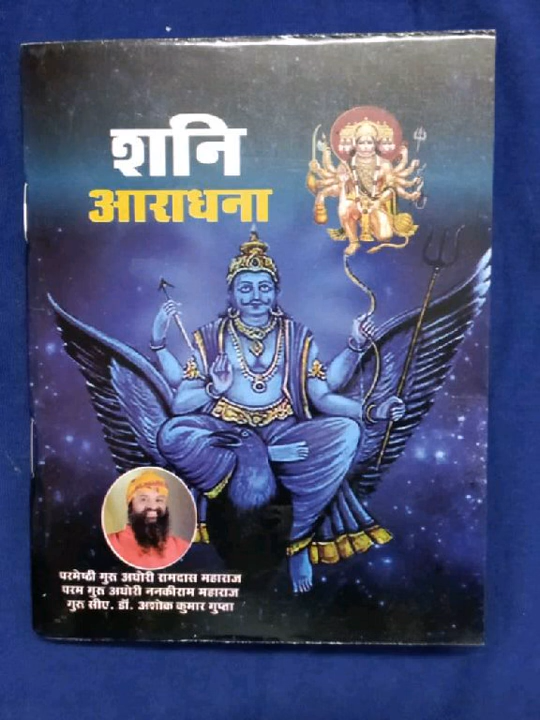 शनि
आराधना
परमेष्ठी गुरु अघोरी रामदास महाराज
परम गुरु अघोरी ननकीराम महाराज
गुरु सीए. डॉ. अशोक कुमार गुप्ता